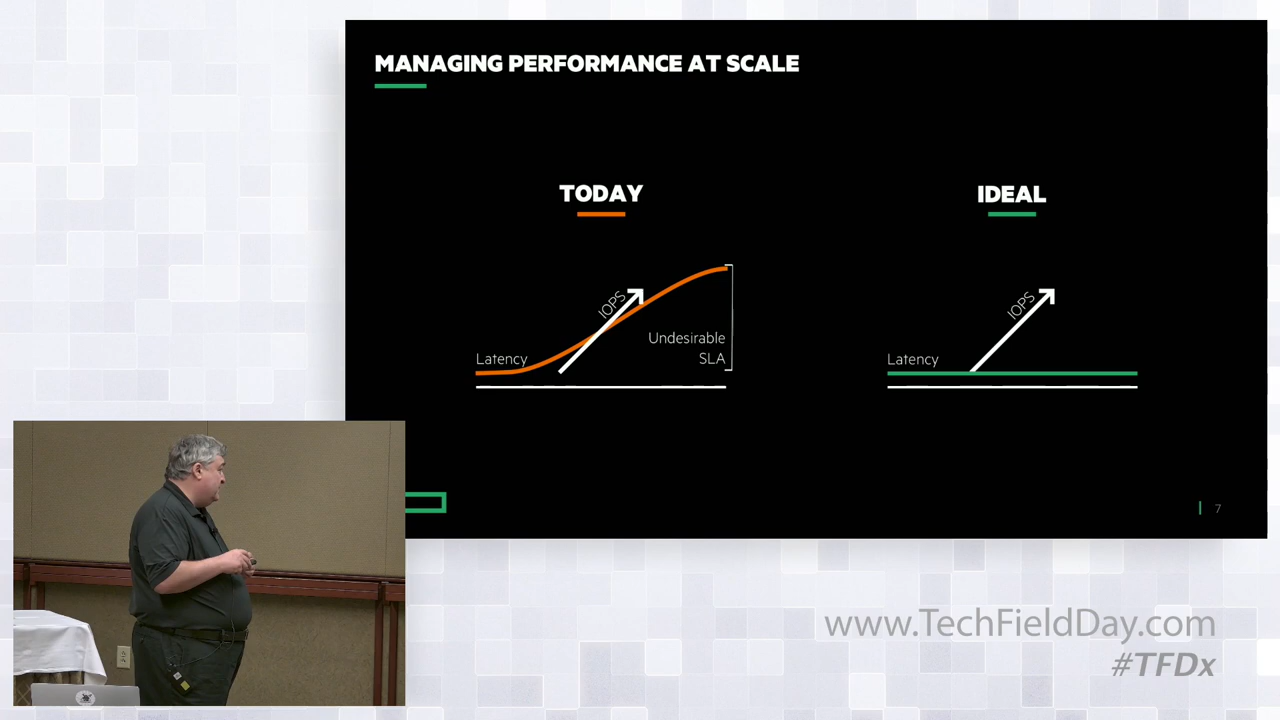 MANAGING PERFORMANCE AT SCALE
TODAY
IOPS
Latency
Undesirable
SLA
IDEAL
IOPS
Latency
7
www.TechFieldDay.com
#TFDx